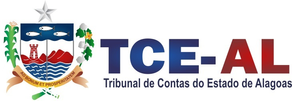 TCE-AL
Tribunal de Contas do Estado de Alagoas